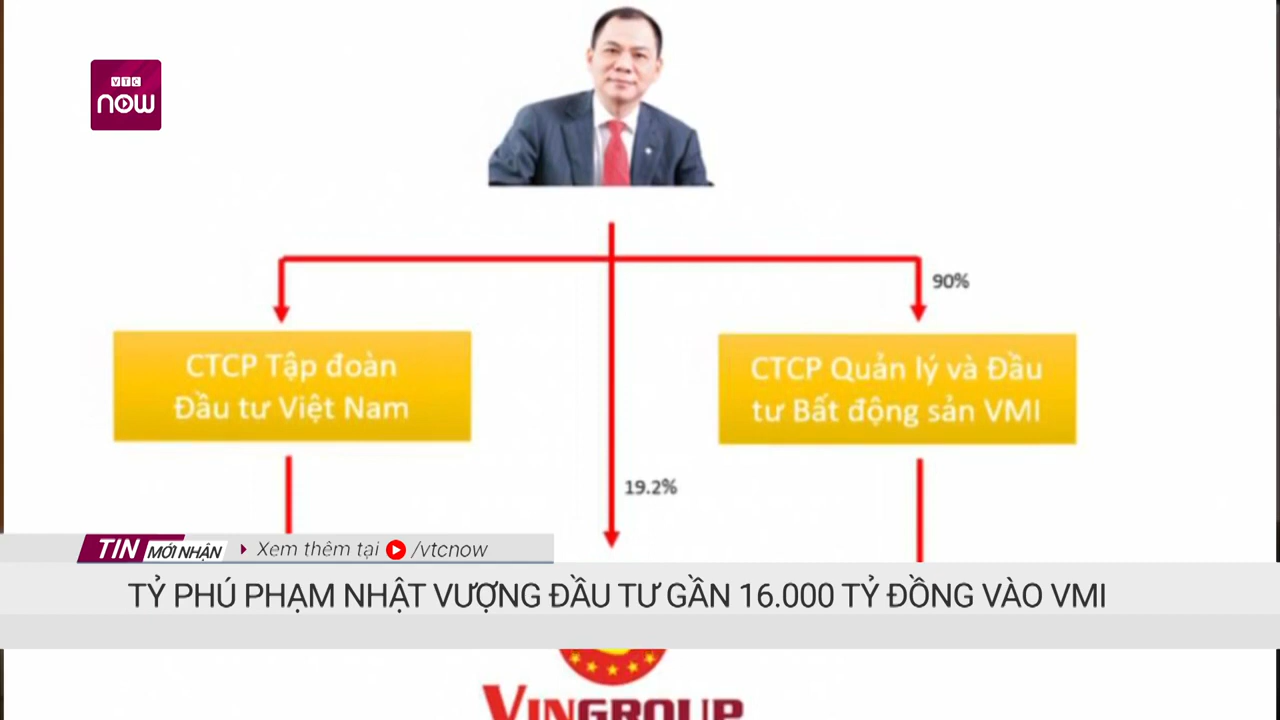 VTC
now
90%
CTCP Tập đoàn
Đầu tư Việt Nam
CTCP Quản lý và Đầu
tư Bất động sản VMI
19.2%
TIN MỚI NHẬN Xem thêm tại /vtcnow
TỶ PHÚ PHẠM NHẬT VƯỢNG ĐẦU TƯ GẦN 16.000 TỶ ĐỒNG VÀO VMI
VINGROUP